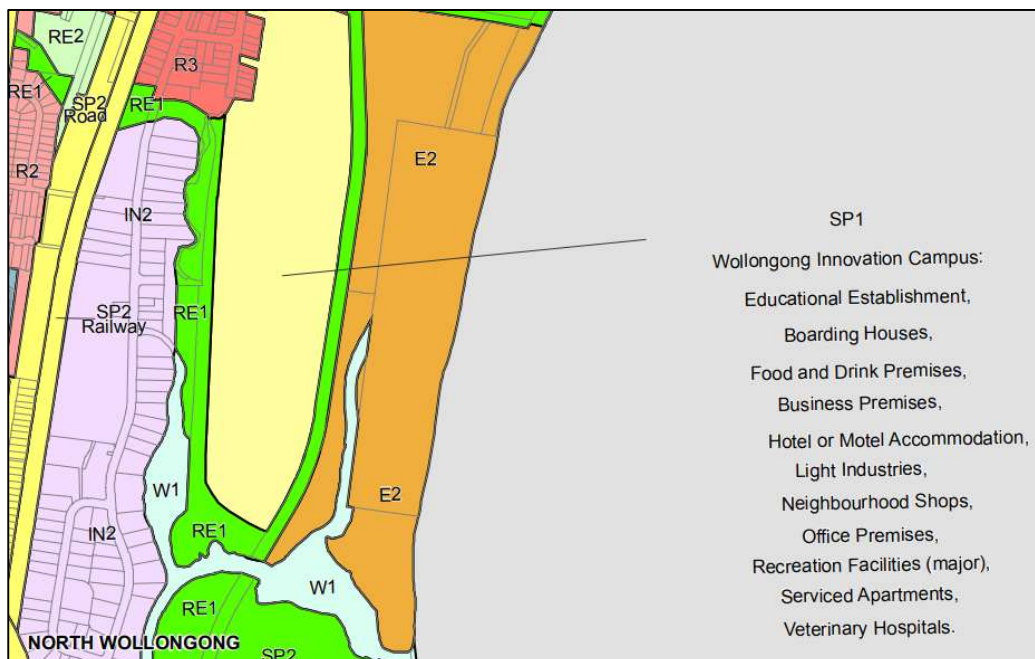 RE2
R3
RE1
SP2
Road
RE1
R2
E2
IN2
SP1
Wollongong Innovation Campus:
Educational Establishment,
Boarding Houses,
Food and Drink Premises,
Business Premises,
Hotel or Motel Accommodation,
Light Industries,
Neighbourhood Shops,
Office Premises,
Recreation Facilities (major),
Serviced Apartments,
Veterinary Hospitals.
SP2
Railway
RE1
W1
E2
IN2
RE1
W1
RE1
NORTH WOLLONGONG
SP2